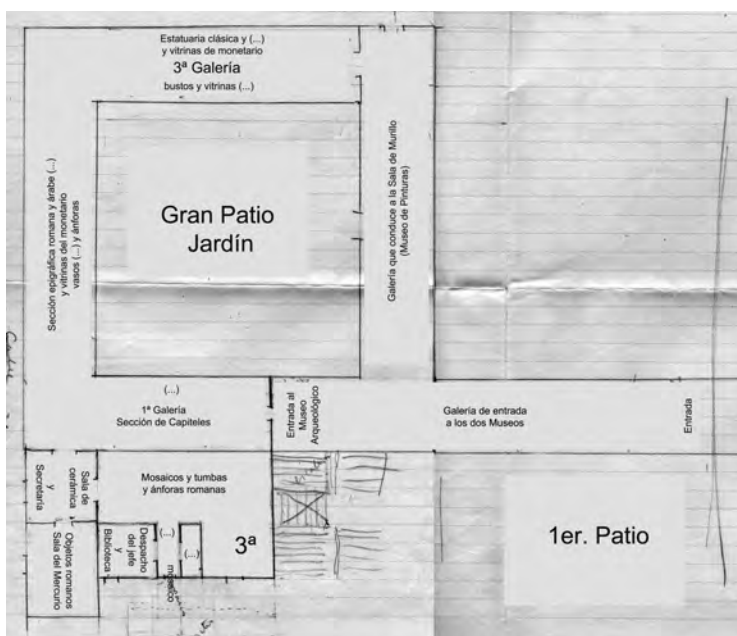 Estatuaria clásica y (...)
y vitrinas de monetario
3ª Galería
bustos y vitrinas (...)
Sección epigráfica romana y árabe (...)
y vitrinas del monetario
vasos (...) y ánforas
Gran Patio
Jardín
Galería que conduce a la Sala de Murillo
(Museo de Pinturas)
(...)
1ª Galería
Sección de Capiteles
Entrada al
Museo
Arqueológico
Galería de entrada
a los dos Museos
Entrada
Sala de
cerámica
y
Secretaría
Mosaicos y tumbas
y ánforas romanas
Objetos romanos
Sala del Mercurio
Despacho
del jefe
y
Biblioteca
(...)
(...)
mosaico
3ª
1er. Patio